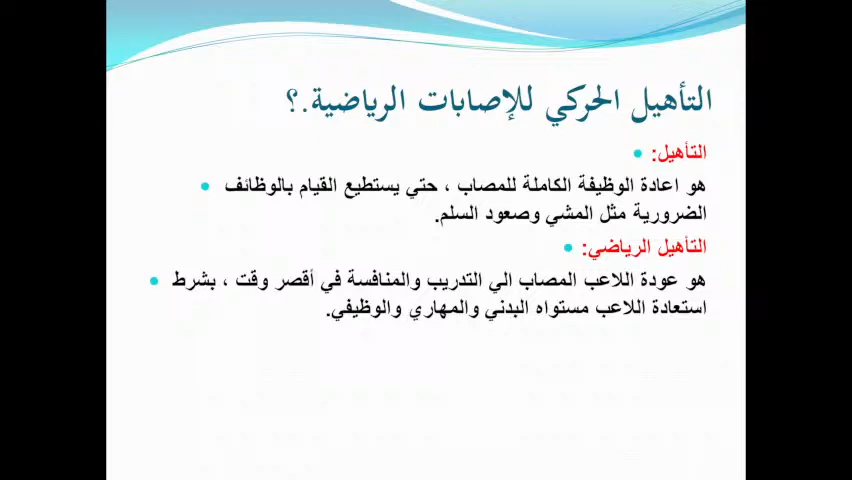 التأهيل الحركي للإصابات الرياضية.؟
التأهيل:
هو اعادة الوظيفة الكاملة للمصاب ، حتي يستطيع القيام بالوظائف
الضرورية مثل المشي وصعود السلم.
التأهيل الرياضي:
هو عودة اللاعب المصاب الي التدريب والمنافسة في أقصر وقت ، بشرط
استعادة اللاعب مستواه البدني والمهاري والوظيفي.